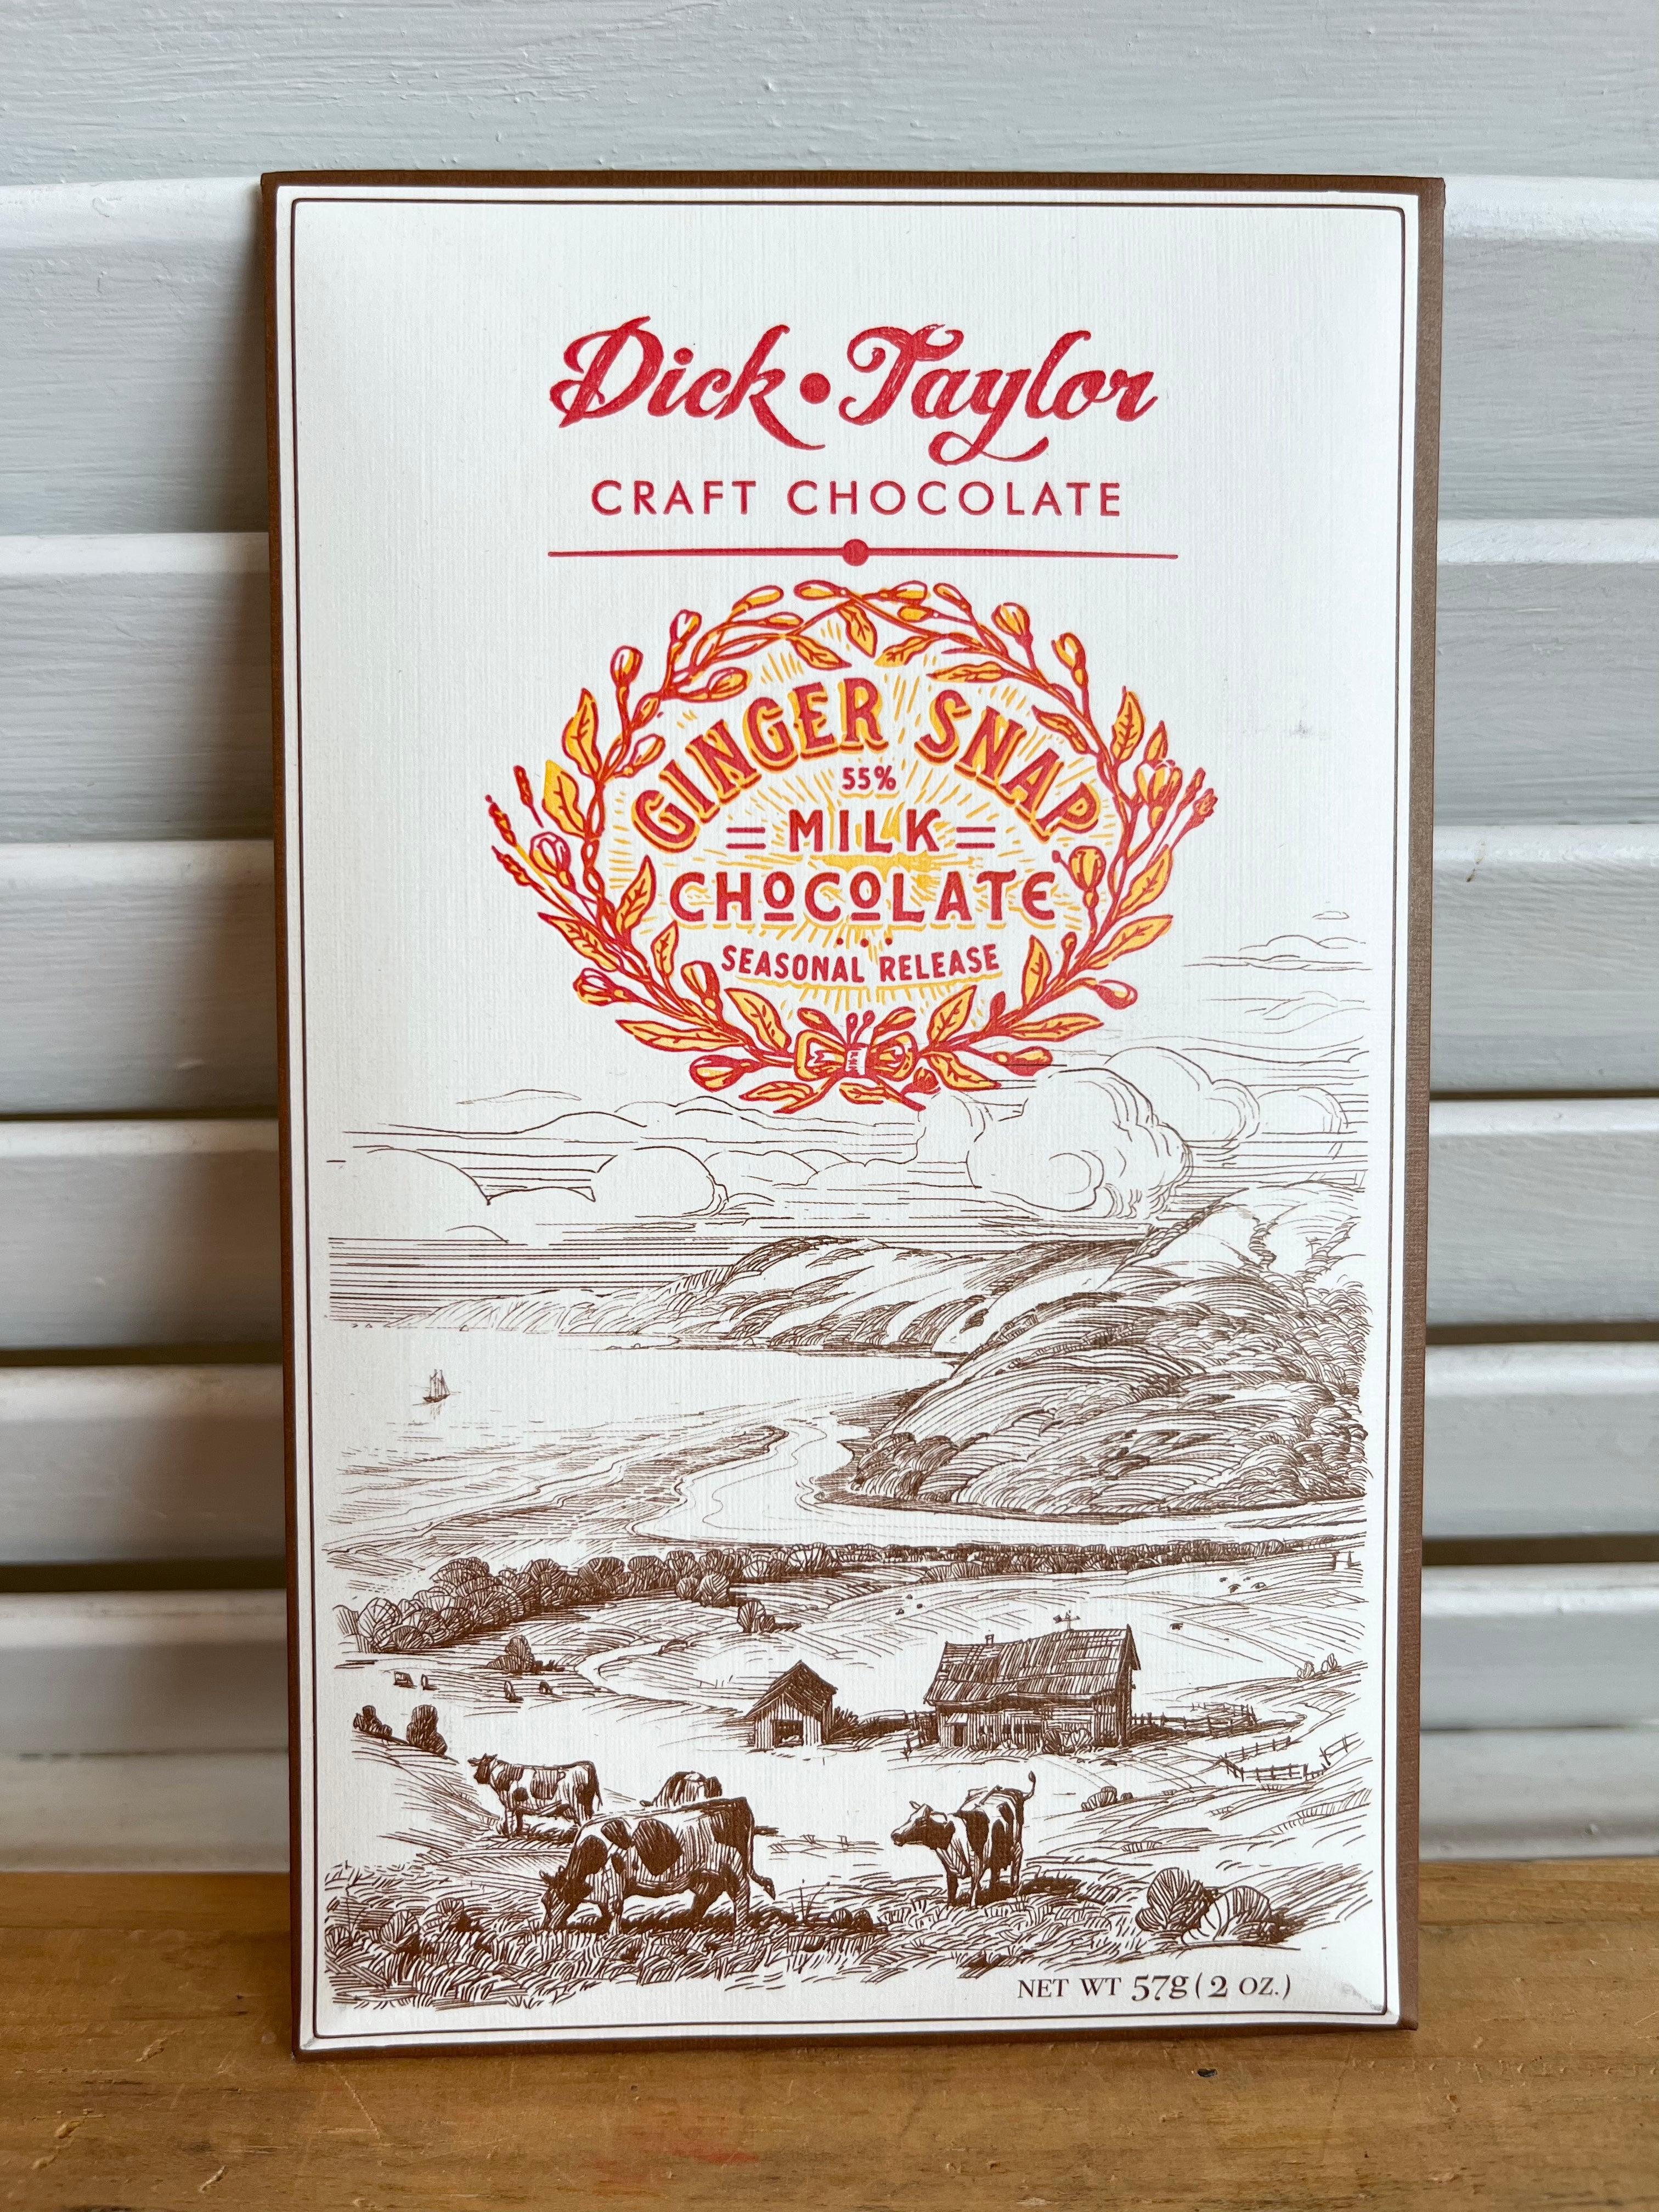 Dick • Taylor
CRAFT CHOCOLATE
GINGER SNAP
55%
MILK
CHOCOLATE
SEASONAL RELEASE
NET WT 57g (2 OZ.)